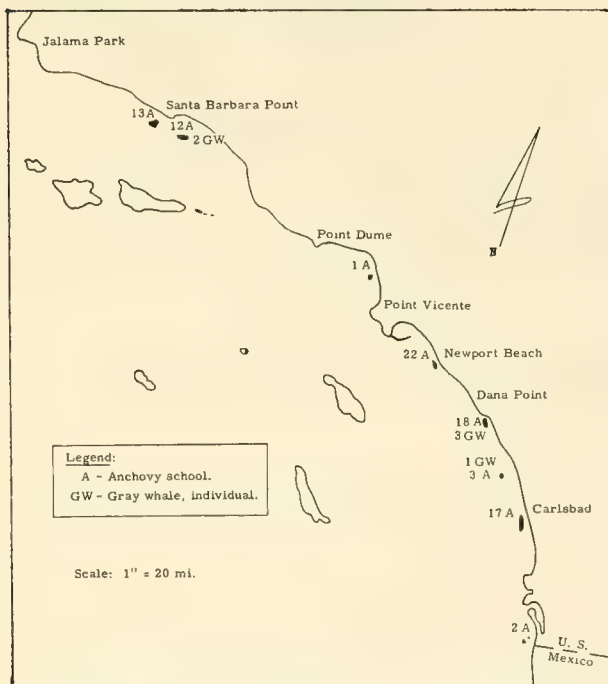 Jalama Park
Santa Barbara Point
13 A
12 A
2 GW
Point Dume
N
1 A
Point Vicente
22 A
Newport Beach
Dana Point
18 A
3 GW
Legend:
A - Anchovy school.
GW - Gray whale, individual.
1 GW
3 A
17 A
Carlsbad
Scale: 1" = 20 mi.
2 A
U. S.
Mexico